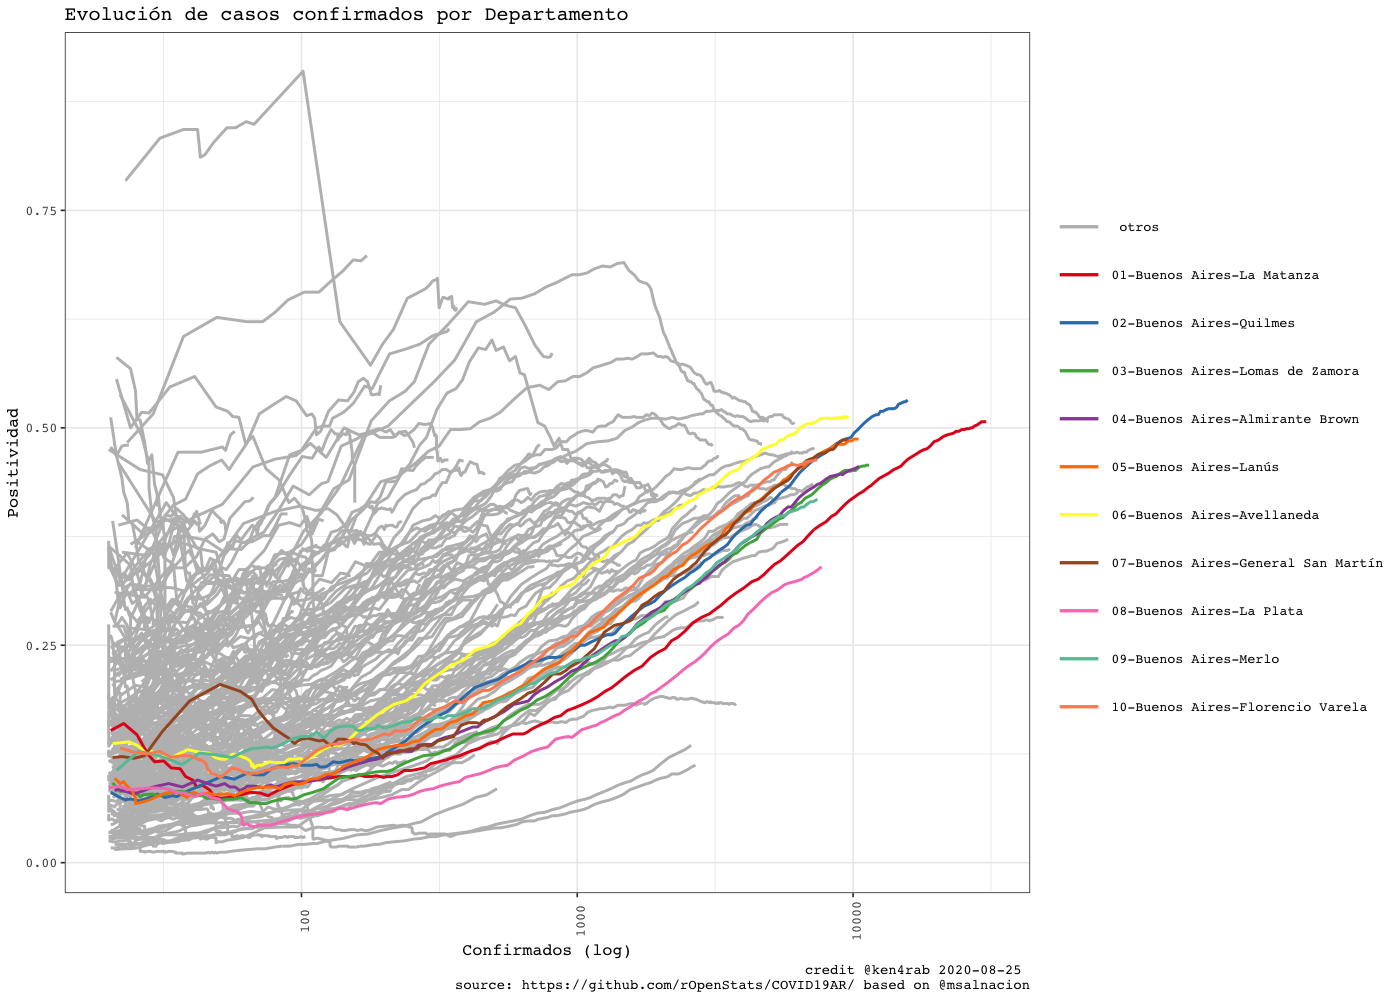 Evolución de casos confirmados por Departamento
Positividad
0.75
0.50
0.25
0.00
100
1000
10000
Confirmados (log)
otros
01-Buenos Aires-La Matanza
02-Buenos Aires-Quilmes
03-Buenos Aires-Lomas de Zamora
04-Buenos Aires-Almirante Brown
05-Buenos Aires-Lanús
06-Buenos Aires-Avellaneda
07-Buenos Aires-General San Martín
08-Buenos Aires-La Plata
09-Buenos Aires-Merlo
10-Buenos Aires-Florencio Varela
credit @ken4rab 2020-08-25
source: https://github.com/rOpenStats/COVID19AR/ based on @msalnacion